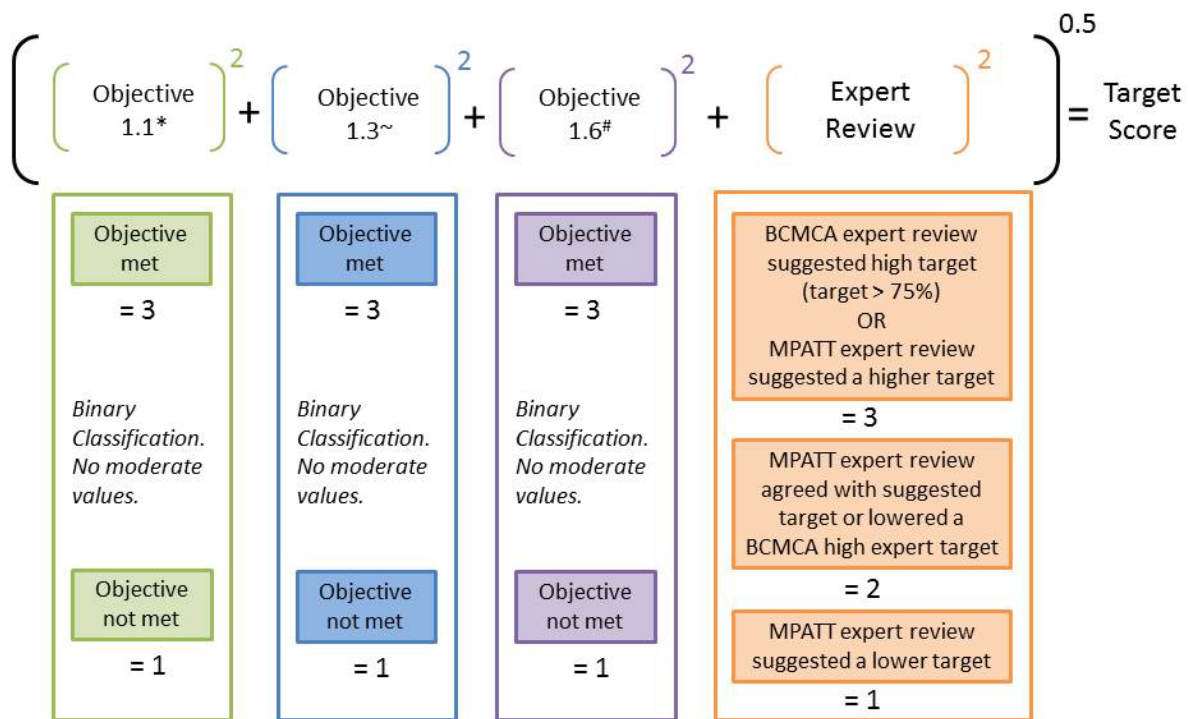 0.5
2 2 2 2
Objective + Objective + Objective + Expert = Target
1.1* 1.3~ 1.6# Review Score
Objective
met
= 3
Binary
Classification.
No moderate
values.
Objective
not met
= 1
Objective
met
= 3
Binary
Classification.
No moderate
values.
Objective
not met
= 1
Objective
met
= 3
Binary
Classification.
No moderate
values.
Objective
not met
= 1
BCMCA expert review
suggested high target
(target > 75%)
OR
MPATT expert review
suggested a higher target
= 3
MPATT expert review
agreed with suggested
target or lowered a
BCMCA high expert target
= 2
MPATT expert review
suggested a lower target
= 1